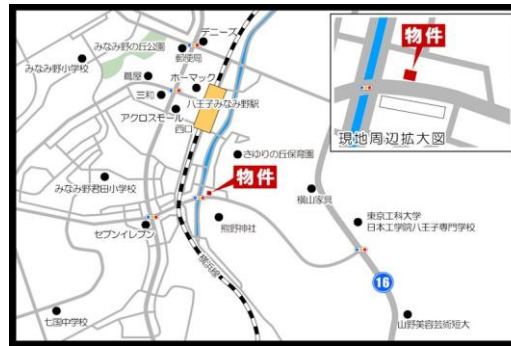 デニーズ
みなみ野の丘公園
郵便局
みなみ野小学校
蔦屋
ホーマック
三和
八王子みなみ野駅
アクロスモール
西口
さゆりの丘保育園
物件
みなみ野君田小学校
横山家具
セブンイレブン
熊野神社
東京工科大学
日本工学院八王子専門学校
横浜線
16
七国中学校
山野美容芸術短大
物件
現地周辺拡大図